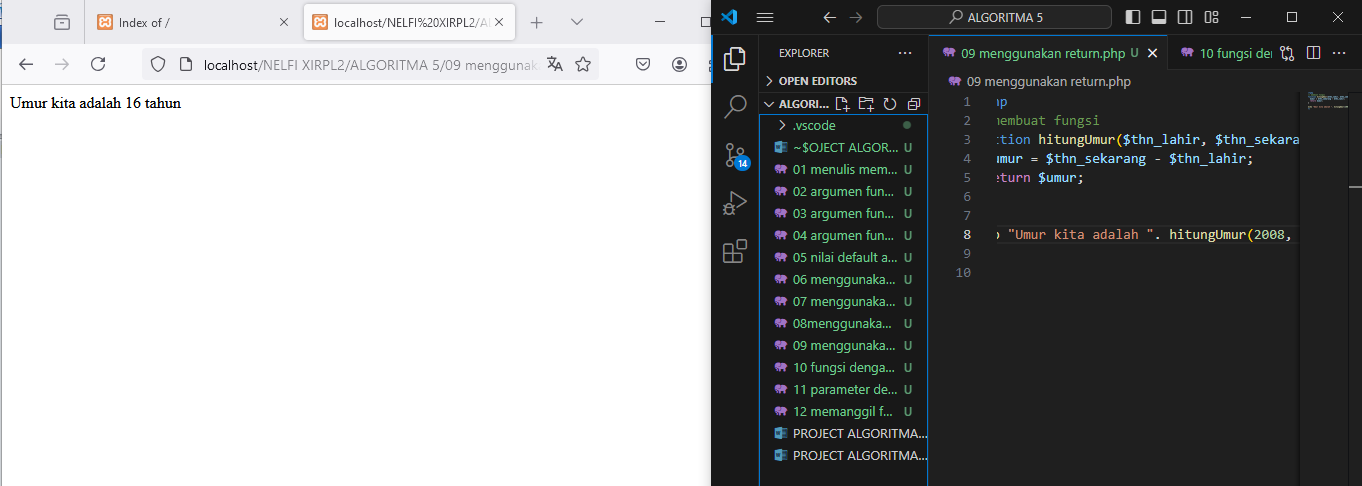 Index of /
localhost/NELFI%20XIRPL2/AL
localhost/NELFI XIRPL2/ALGORITMA 5/09 menggunaka
Umur kita adalah 16 tahun
ALGORITMA 5
EXPLORER
OPEN EDITORS
ALGORI...
.vscode
~$OJECT ALGOR... U
01 menulis mem... U
02 argumen fun... U
03 argumen fun... U
04 argumen fun... U
05 nilai default a... U
06 menggunaka... U
07 menggunaka... U
08menggunaka... U
09 menggunaka... U
10 fungsi denga... U
11 parameter de... U
12 memanggil f... U
PROJECT ALGORITMA...
PROJECT ALGORITMA...
14
09 menggunakan return.php U
10 fungsi de
09 menggunakan return.php
1 hp
2 membuat fungsi
3 ction hitungUmur($thn_lahir, $thn_sekara
4 umur = $thn_sekarang - $thn_lahir;
5 eturn $umur;
6
7
8 o "Umur kita adalah ". hitungUmur(2008,
9
10